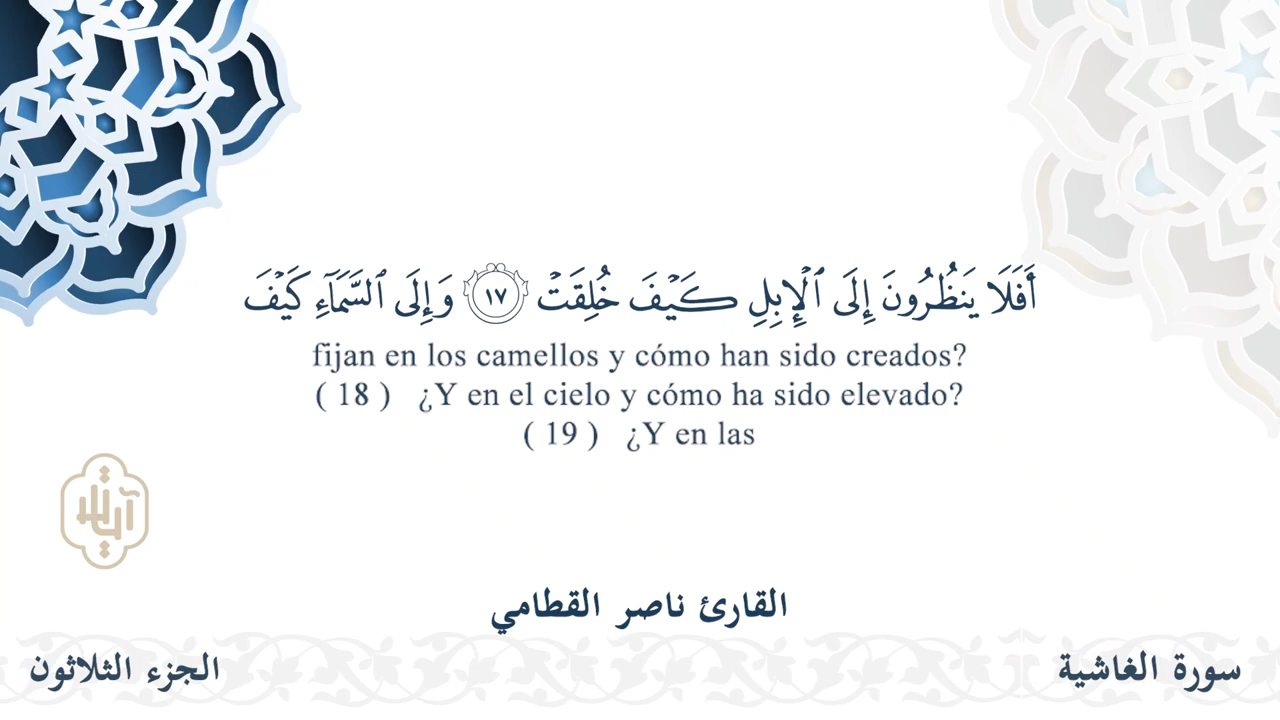 أَفَلَا يَنظُرُونَ إِلَى ٱلْإِبِلِ كَيْفَ خُلِقَتْ ١٧ وَإِلَى ٱلسَّمَآءِ كَيْفَ
fijan en los camellos y cómo han sido creados?
( 18 ) ¿Y en el cielo y cómo ha sido elevado?
( 19 ) ¿Y en las
القارئ ناصر القطامي
سورة الغاشية
الجزء الثلاثون